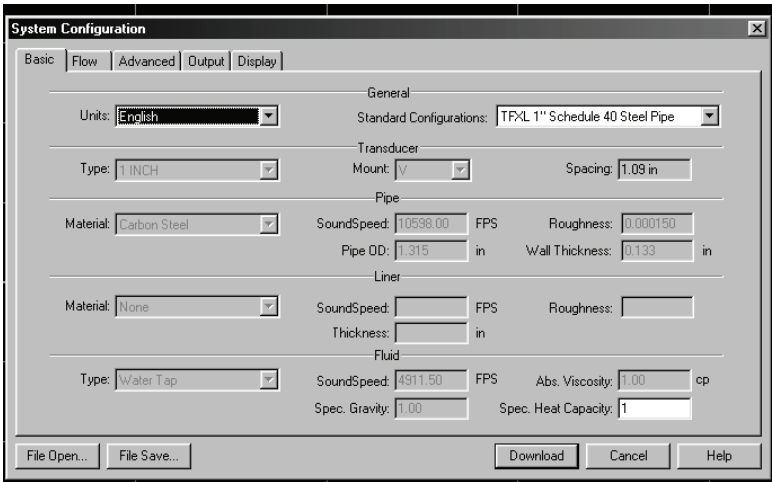 System Configuration
Basic Flow Advanced Output Display
General
Units: English Standard Configurations: TFXL 1" Schedule 40 Steel Pipe
Transducer
Type: 1 INCH Mount: V Spacing: 1.09 in
Pipe
Material: Carbon Steel SoundSpeed: 10598.00 FPS Roughness: 0.000150
Pipe OD: 1.315 in Wall Thickness: 0.133 in
Liner
Material: None SoundSpeed: FPS Roughness:
Thickness: in
Fluid
Type: Water Tap SoundSpeed: 4911.50 FPS Abs. Viscosity: 1.00 cp
Spec. Gravity: 1.00 Spec. Heat Capacity: 1
File Open... File Save... Download Cancel Help